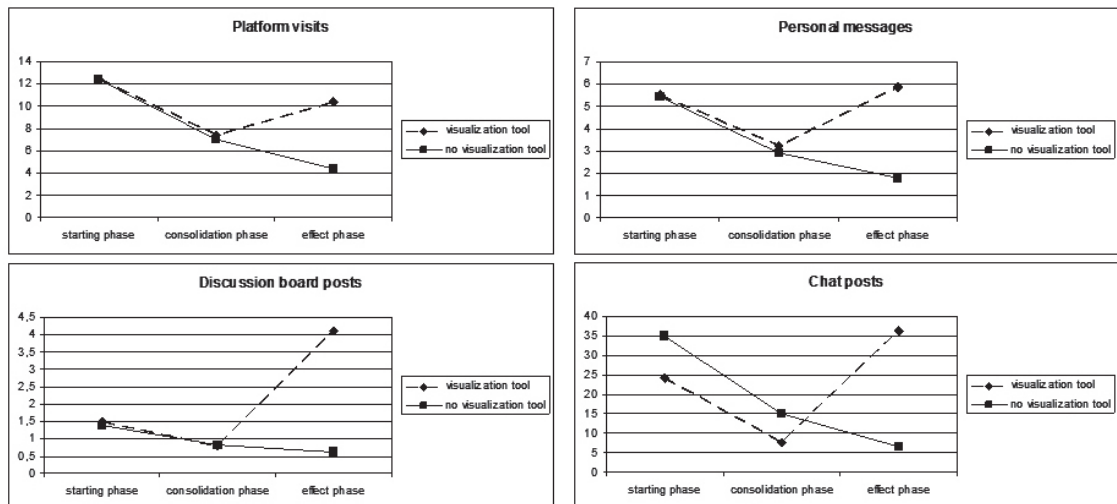 Platform visits
14
12
10
8
6
4
2
0
starting phase consolidation phase effect phase
visualization tool
no visualization tool
Personal messages
7
6
5
4
3
2
1
0
starting phase consolidation phase effect phase
visualization tool
no visualization tool
Discussion board posts
4,5
4
3,5
3
2,5
2
1,5
1
0,5
0
starting phase consolidation phase effect phase
visualization tool
no visualization tool
Chat posts
40
35
30
25
20
15
10
5
0
starting phase consolidation phase effect phase
visualization tool
no visualization tool